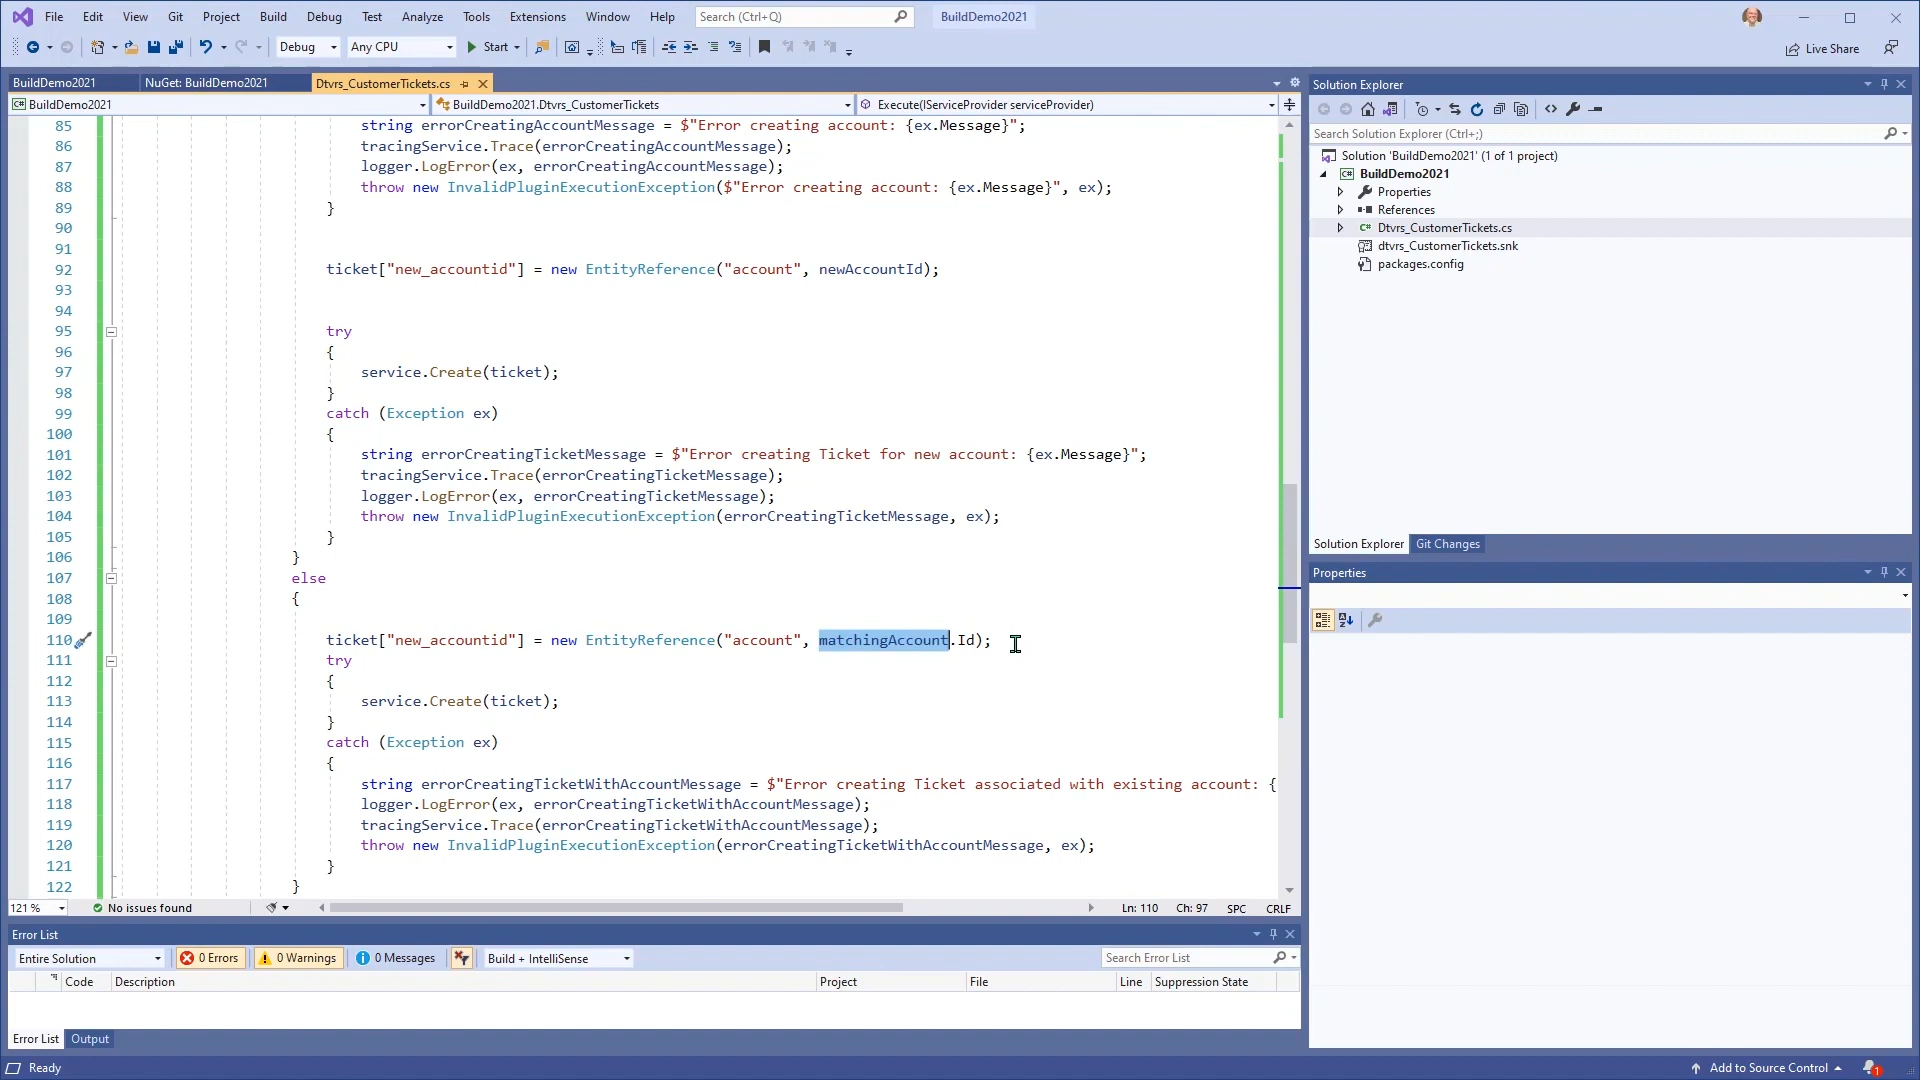 File Edit View Git Project Build Debug Test Analyze Tools Extensions Window Help Search (Ctrl+Q) BuildDemo2021
Debug Any CPU Start Live Share
BuildDemo2021 NuGet: BuildDemo2021 Dtvrs_CustomerTickets.cs
BuildDemo2021 BuildDemo2021.Dtvrs_CustomerTickets Execute(IServiceProvider serviceProvider)
85 string errorCreatingAccountMessage = $"Error creating account: {ex.Message}";
86 tracingService.Trace(errorCreatingAccountMessage);
87 logger.LogError(ex, errorCreatingAccountMessage);
88 throw new InvalidPluginExecutionException($"Error creating account: {ex.Message}", ex);
89 }
90
91
92 ticket["new_accountid"] = new EntityReference("account", newAccountId);
93
94
95 try
96 {
97 service.Create(ticket);
98 }
99 catch (Exception ex)
100 {
101 string errorCreatingTicketMessage = $"Error creating Ticket for new account: {ex.Message}";
102 tracingService.Trace(errorCreatingTicketMessage);
103 logger.LogError(ex, errorCreatingTicketMessage);
104 throw new InvalidPluginExecutionException(errorCreatingTicketMessage, ex);
105 }
106 }
107 else
108 {
109
110 ticket["new_accountid"] = new EntityReference("account", matchingAccount.Id);
111 try
112 {
113 service.Create(ticket);
114 }
115 catch (Exception ex)
116 {
117 string errorCreatingTicketWithAccountMessage = $"Error creating Ticket associated with existing account: {
118 logger.LogError(ex, errorCreatingTicketWithAccountMessage);
119 tracingService.Trace(errorCreatingTicketWithAccountMessage);
120 throw new InvalidPluginExecutionException(errorCreatingTicketWithAccountMessage, ex);
121 }
122 }
121 % No issues found Ln: 110 Ch: 97 SPC CRLF
Error List
Entire Solution 0 Errors 0 Warnings 0 Messages Build + IntelliSense Search Error List
Code Description Project File Line Suppression State
Error List Output
Solution Explorer
Search Solution Explorer (Ctrl+;)
Solution 'BuildDemo2021' (1 of 1 project)
BuildDemo2021
Properties
References
Dtvrs_CustomerTickets.cs
dtvrs_CustomerTickets.snk
packages.config
Solution Explorer Git Changes
Properties
Ready Add to Source Control 1